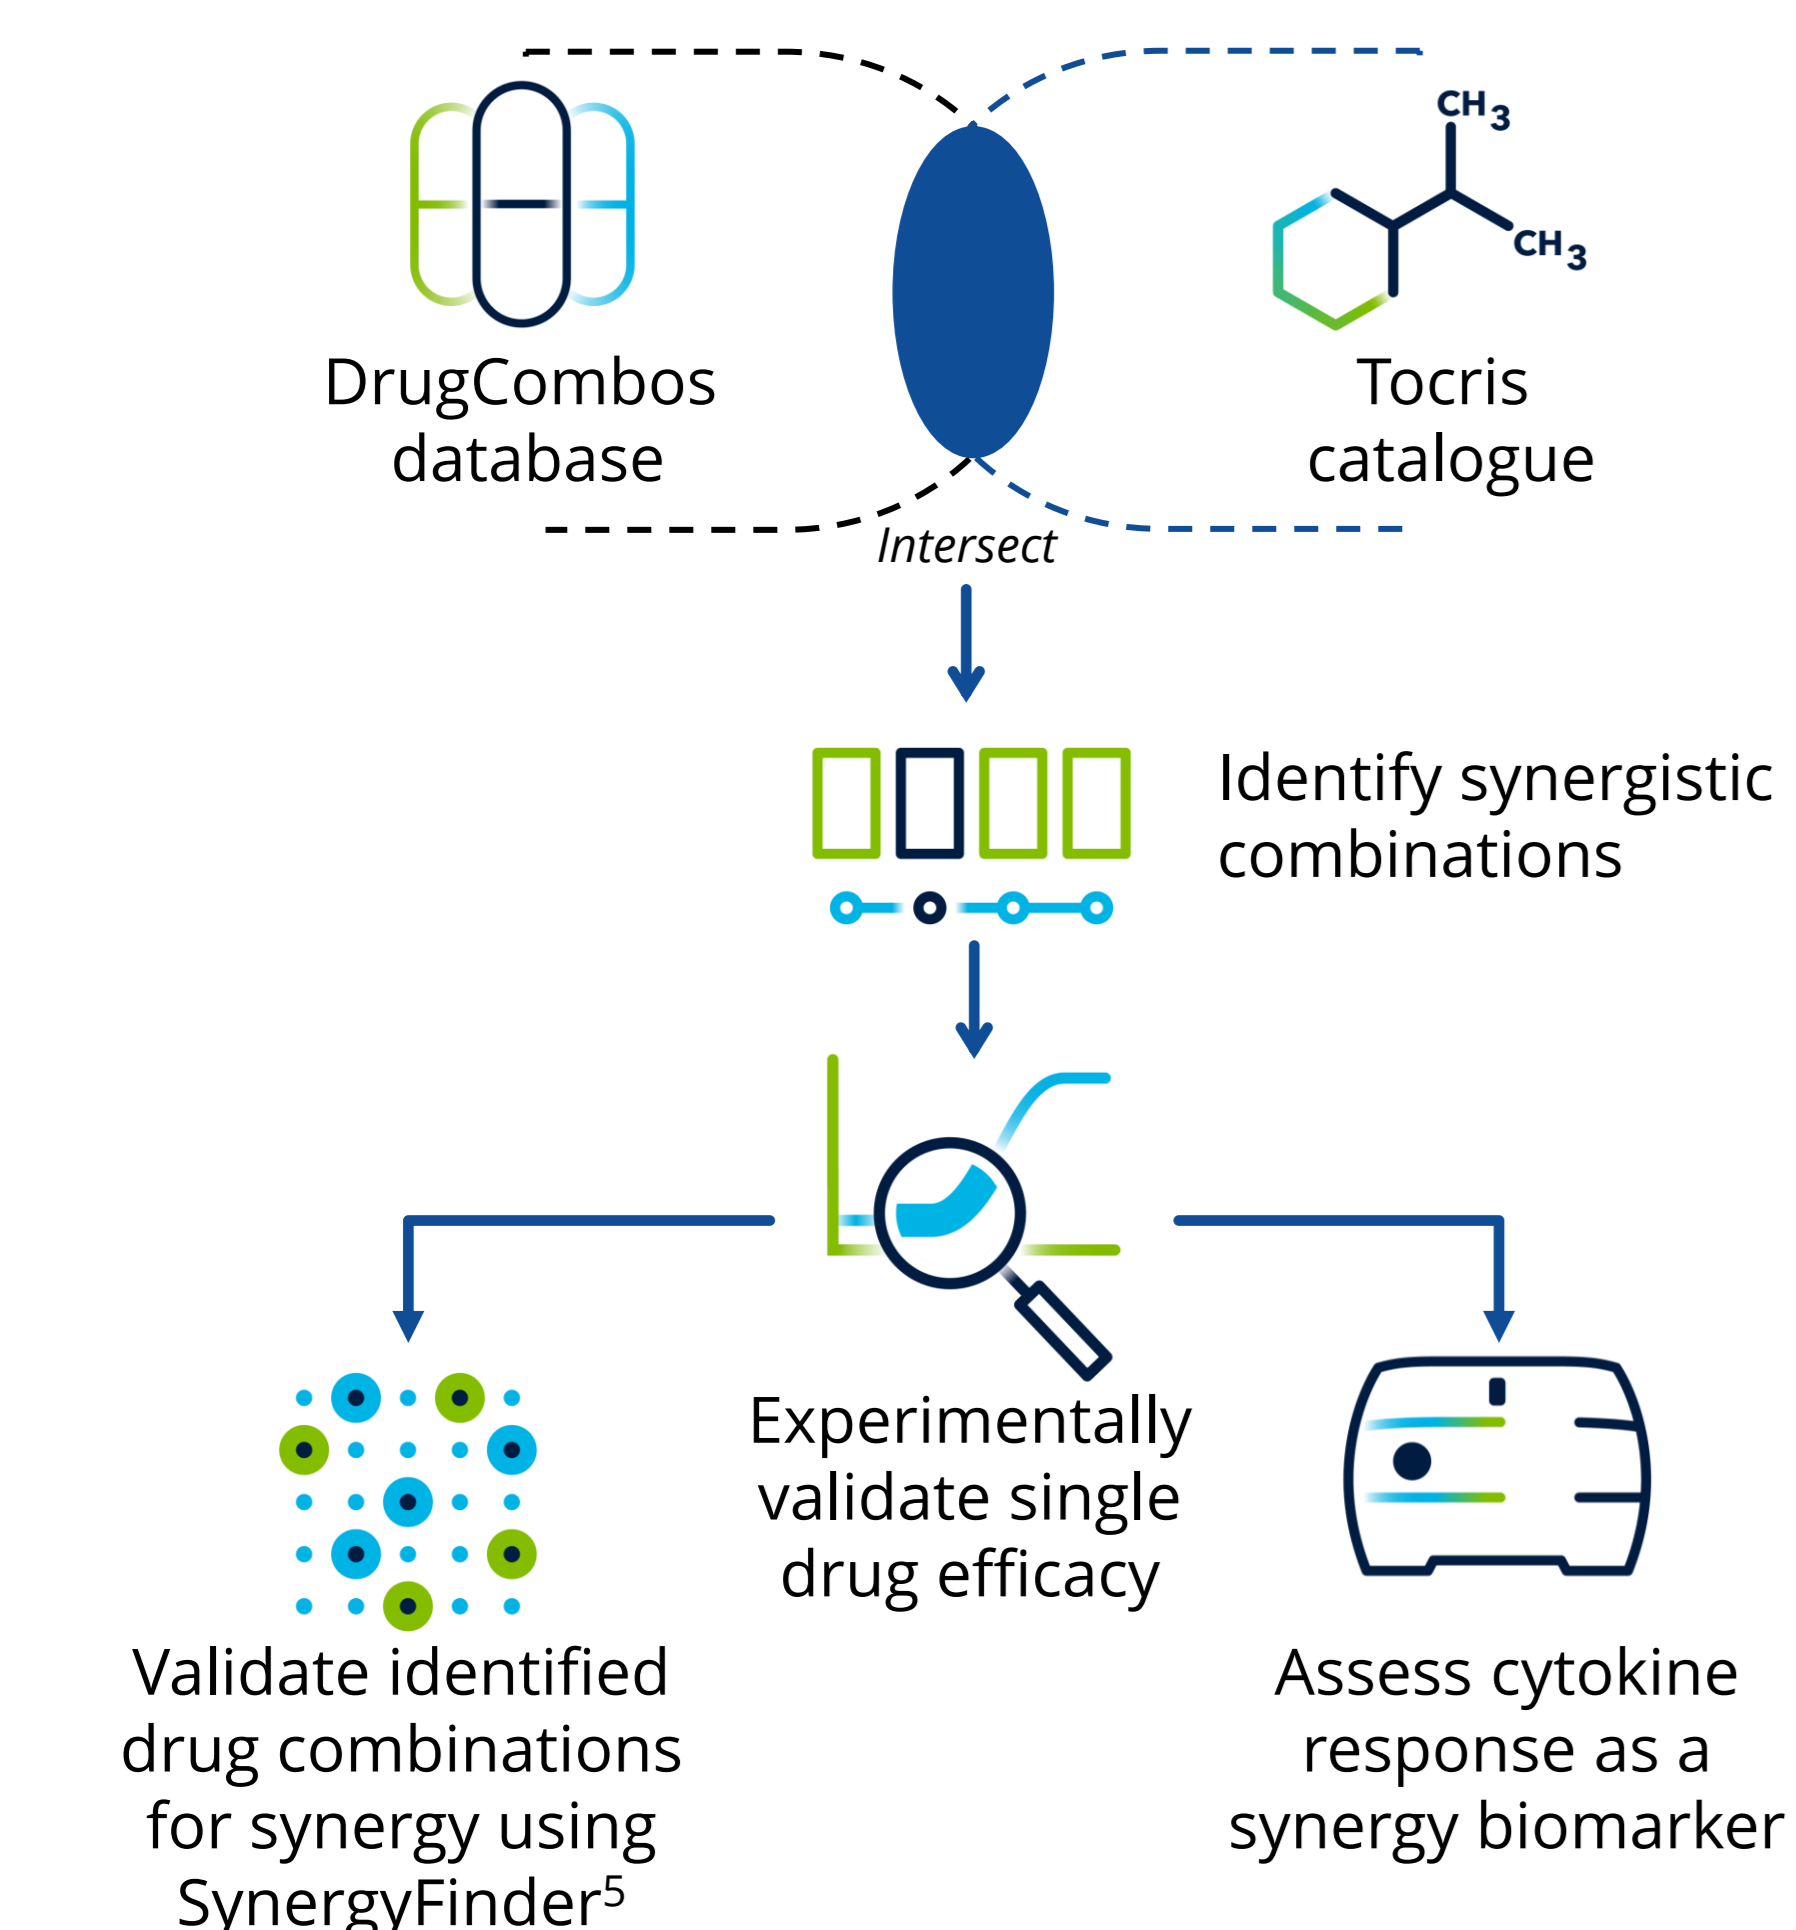 CH3
CH3
DrugCombos
database
Tocris
catalogue
Intersect
Identify synergistic
combinations
Experimentally
validate single
drug efficacy
Validate identified
drug combinations
for synergy using
SynergyFinder5
Assess cytokine
response as a
synergy biomarker